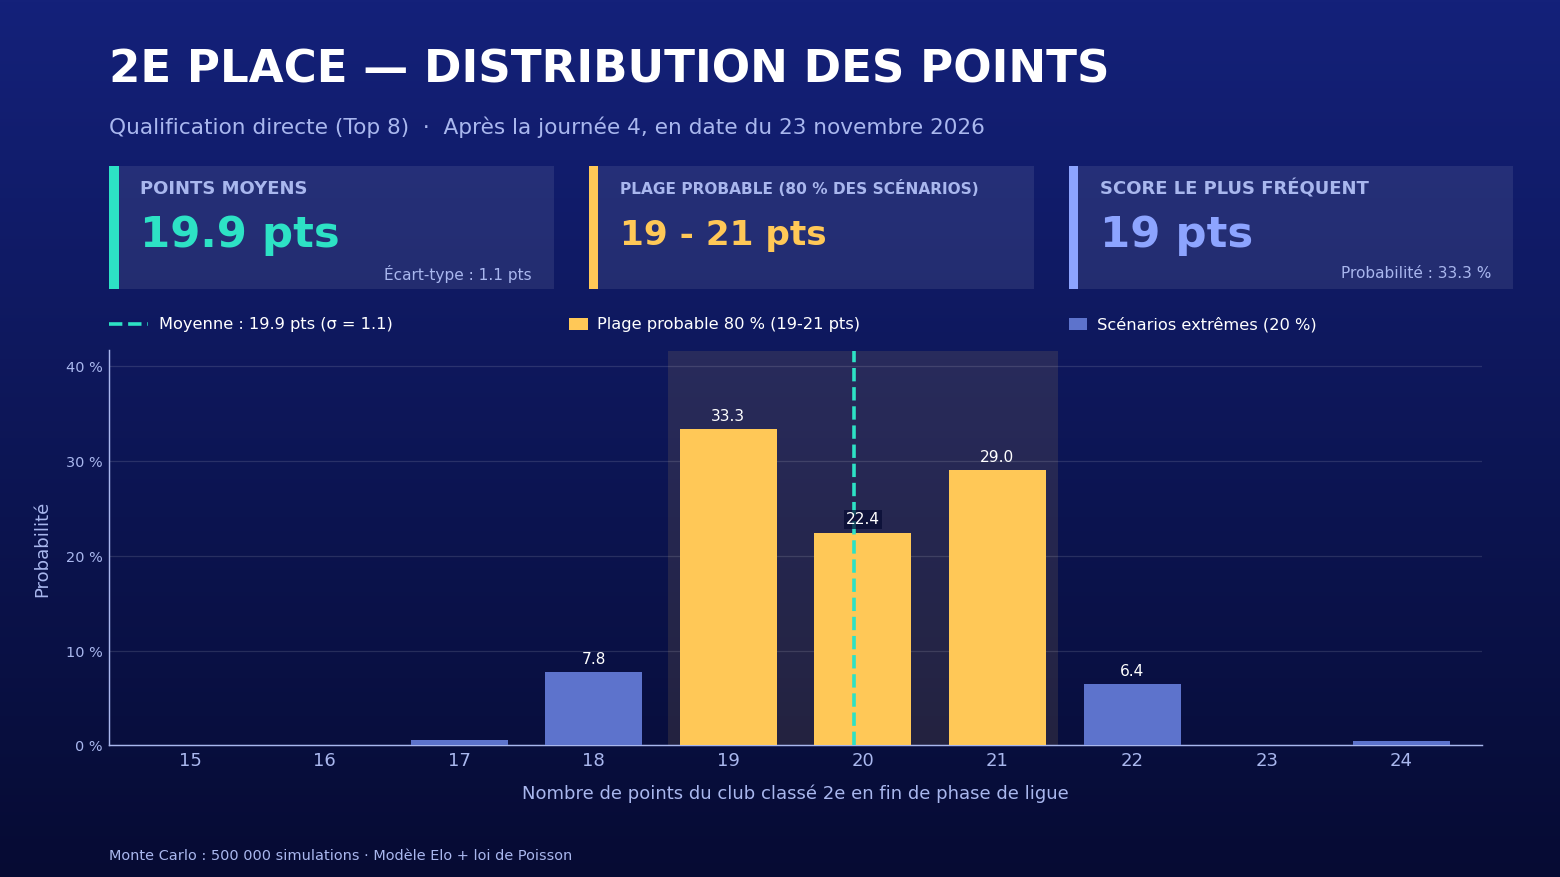 2E PLACE — DISTRIBUTION DES POINTS
Qualification directe (Top 8)  ·  Après la journée 4, en date du 23 novembre 2026
POINTS MOYENS
19.9 pts
Écart-type : 1.1 pts
PLAGE PROBABLE (80 % DES SCÉNARIOS)
19 - 21 pts
SCORE LE PLUS FRÉQUENT
19 pts
Probabilité : 33.3 %
Moyenne : 19.9 pts (σ = 1.1)
Plage probable 80 % (19-21 pts)
Scénarios extrêmes (20 %)
Probabilité
40 %
30 %
20 %
10 %
0 %
7.8
33.3
22.4
29.0
6.4
15 16 17 18 19 20 21 22 23 24
Nombre de points du club classé 2e en fin de phase de ligue
Monte Carlo : 500 000 simulations · Modèle Elo + loi de Poisson